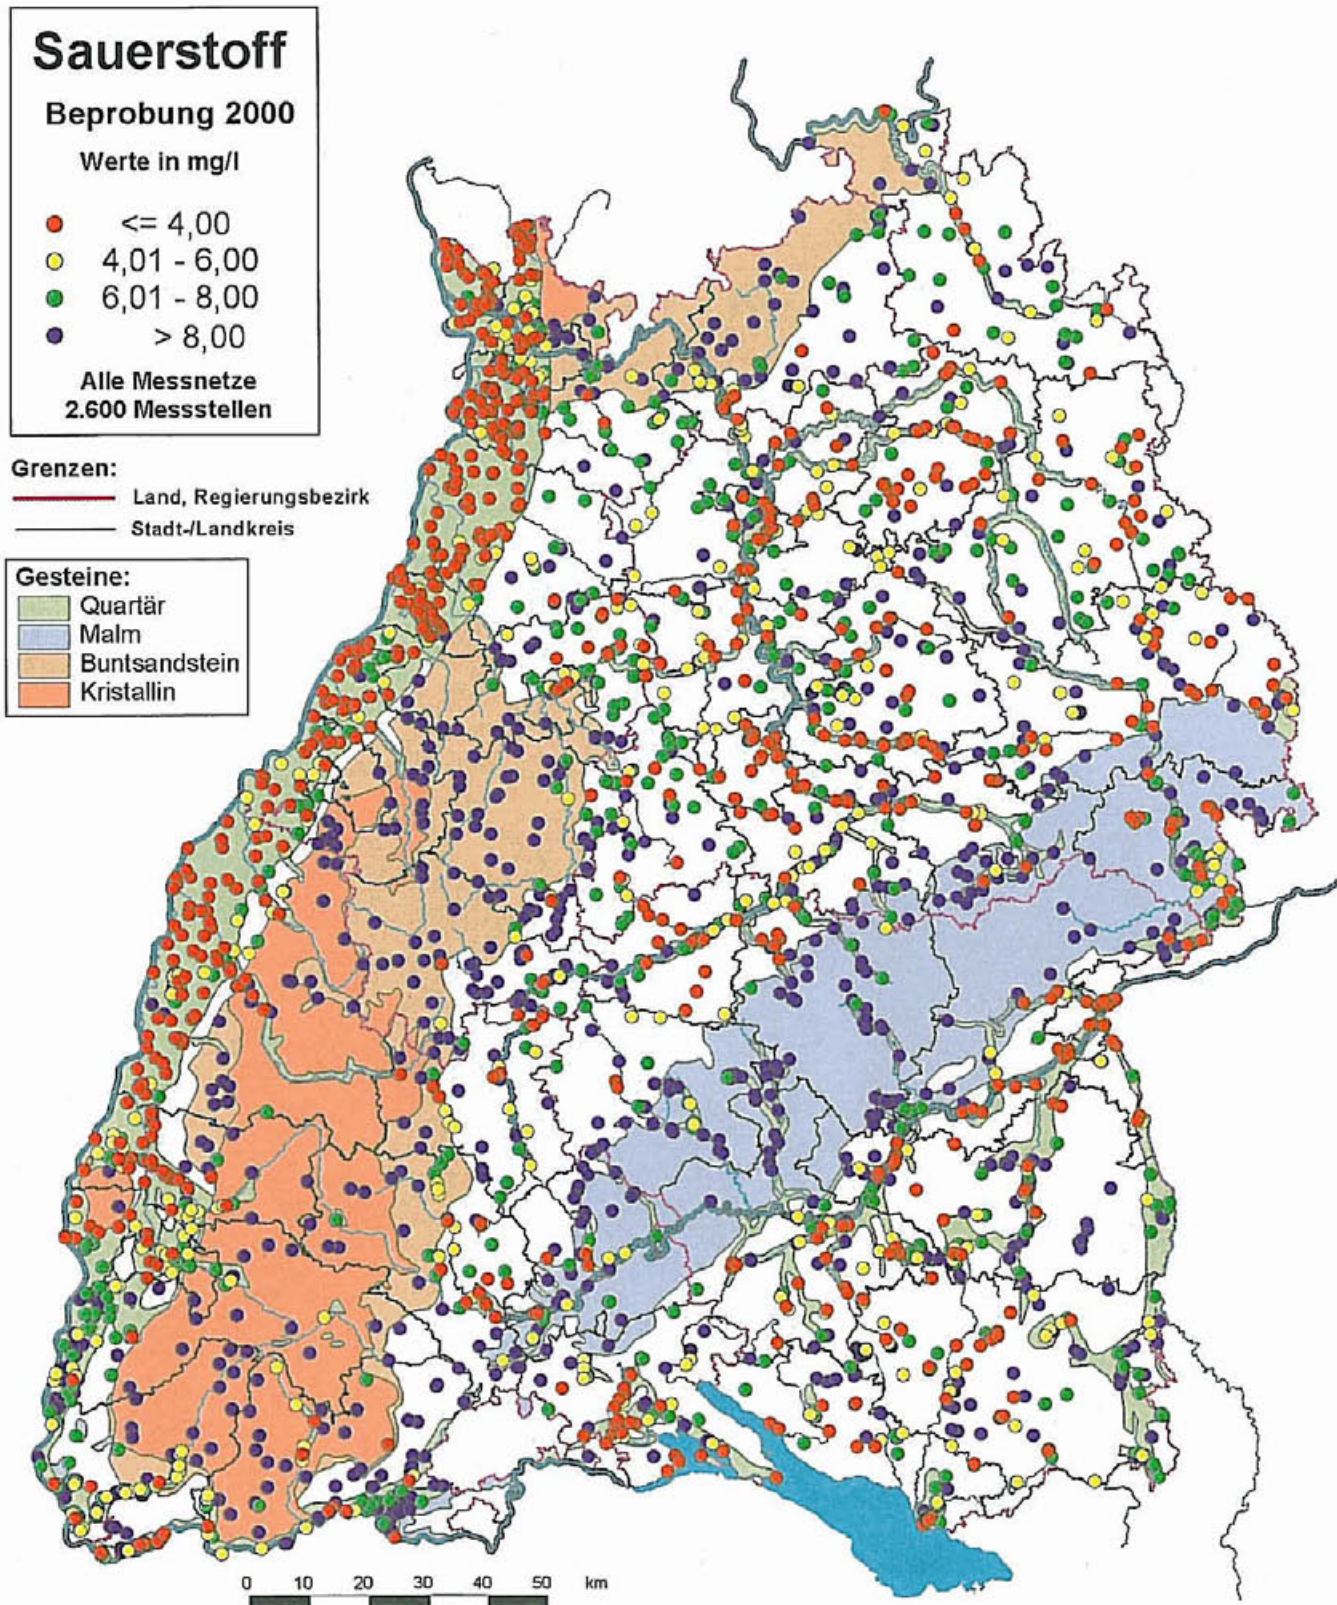 Sauerstoff
Beprobung 2000
Werte in mg/l
<= 4,00
4,01 - 6,00
6,01 - 8,00
> 8,00
Alle Messnetze
2.600 Messstellen
Grenzen:
Land, Regierungsbezirk
Stadt-/Landkreis
Gesteine:
Quartär
Malm
Buntsandstein
Kristallin
0 10 20 30 40 50 km